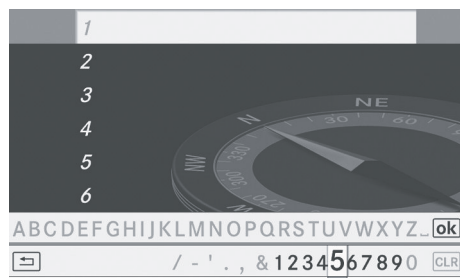 1
2
3
4
5
6
NE
N
30
60
330
NW
300
ABCDEFGHIJKLMNOPQRSTUVWXYZ_ ok
/ - ' . , & 1234567890 CLR